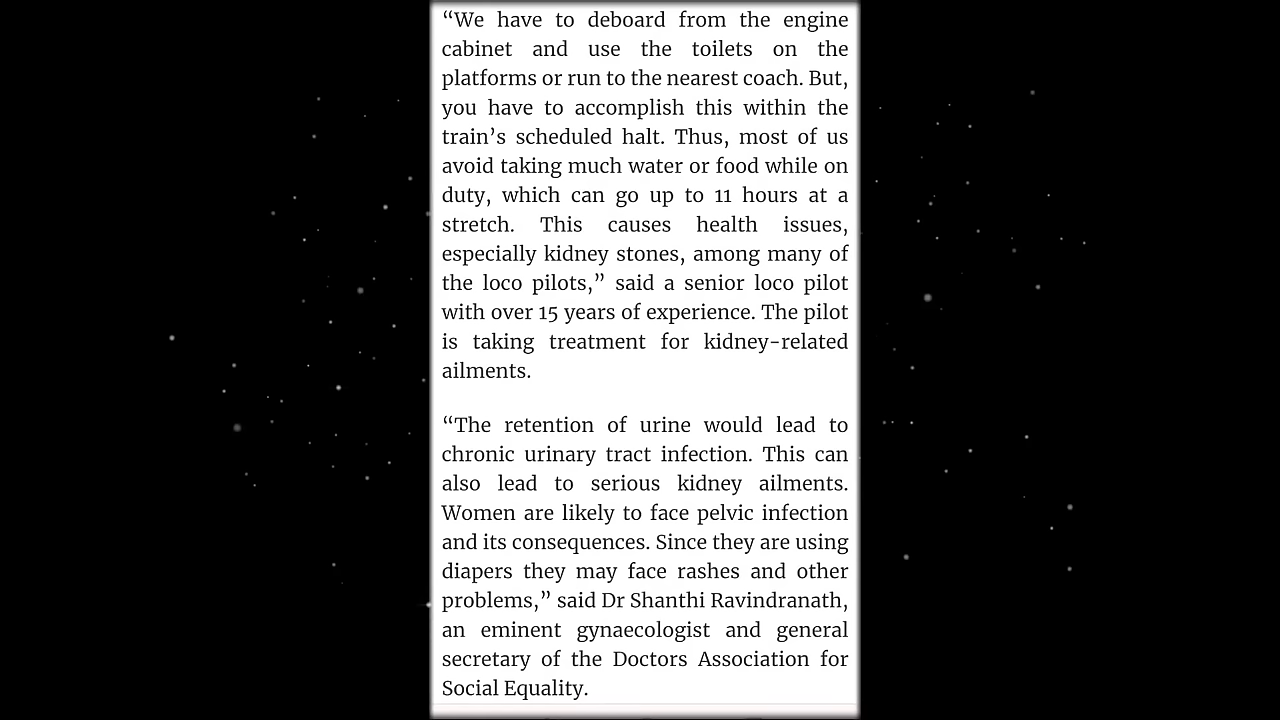 “We have to deboard from the engine
cabinet and use the toilets on the
platforms or run to the nearest coach. But,
you have to accomplish this within the
train’s scheduled halt. Thus, most of us
avoid taking much water or food while on
duty, which can go up to 11 hours at a
stretch. This causes health issues,
especially kidney stones, among many of
the loco pilots,” said a senior loco pilot
with over 15 years of experience. The pilot
is taking treatment for kidney-related
ailments.
“The retention of urine would lead to
chronic urinary tract infection. This can
also lead to serious kidney ailments.
Women are likely to face pelvic infection
and its consequences. Since they are using
diapers they may face rashes and other
problems,” said Dr Shanthi Ravindranath,
an eminent gynaecologist and general
secretary of the Doctors Association for
Social Equality.